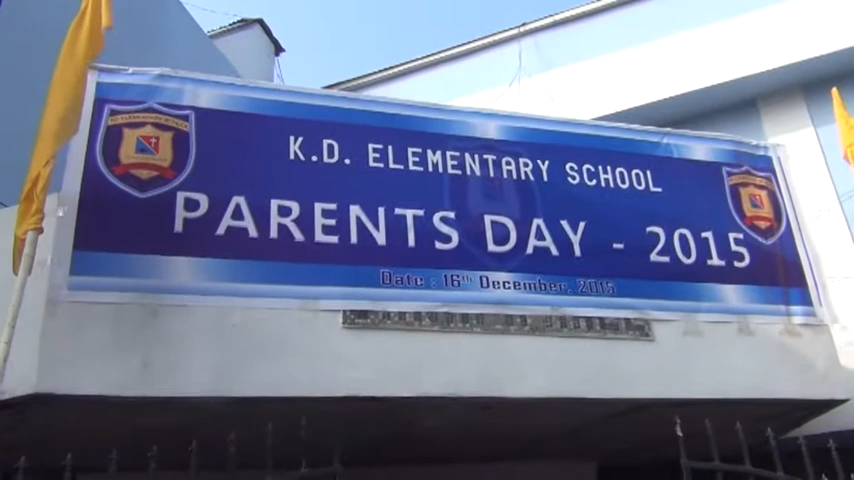 K.D. ELEMENTARY SCHOOL
PARENTS DAY - 2015
Date : 16th December. 2015